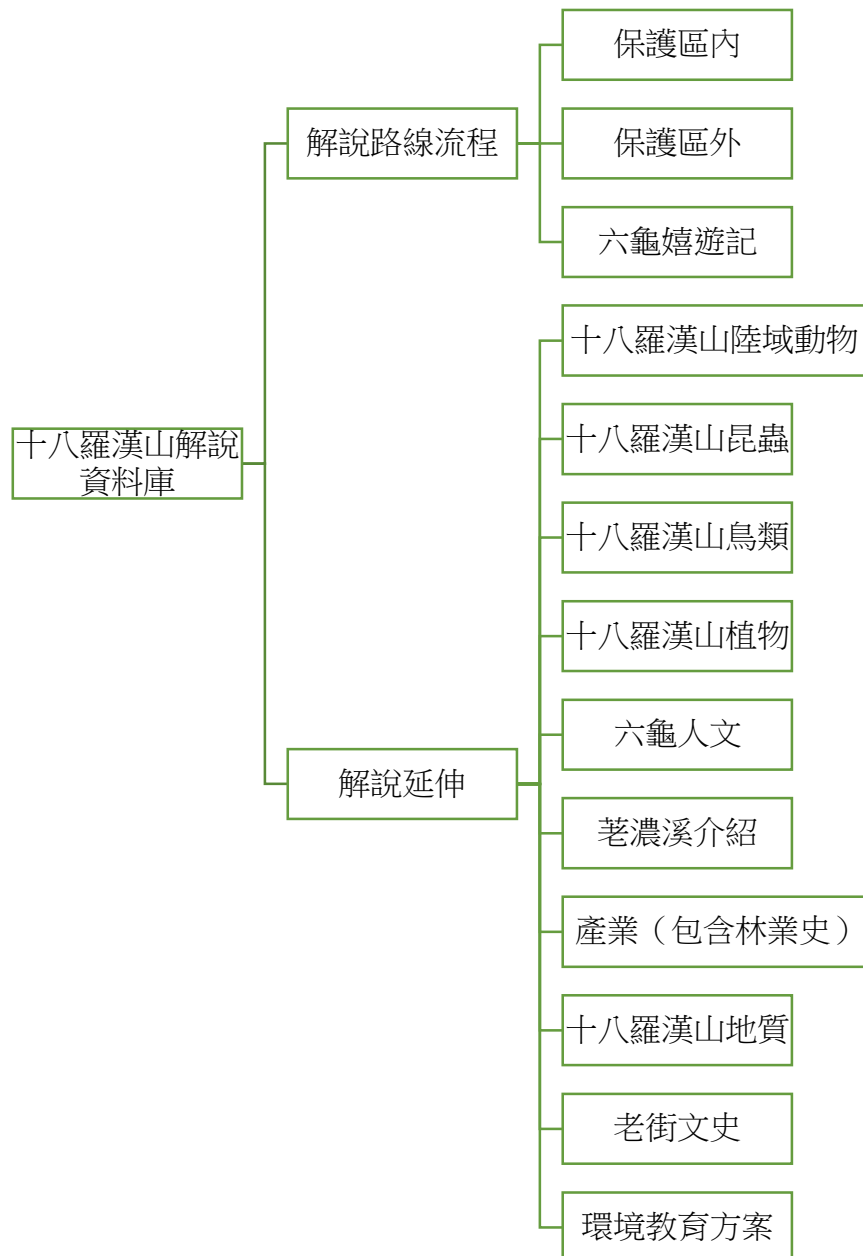 十八羅漢山解說
資料庫
解說路線流程
保護區內
保護區外
六龜嬉遊記
解說延伸
十八羅漢山陸域動物
十八羅漢山昆蟲
十八羅漢山鳥類
十八羅漢山植物
六龜人文
荖濃溪介紹
產業（包含林業史）
十八羅漢山地質
老街文史
環境教育方案